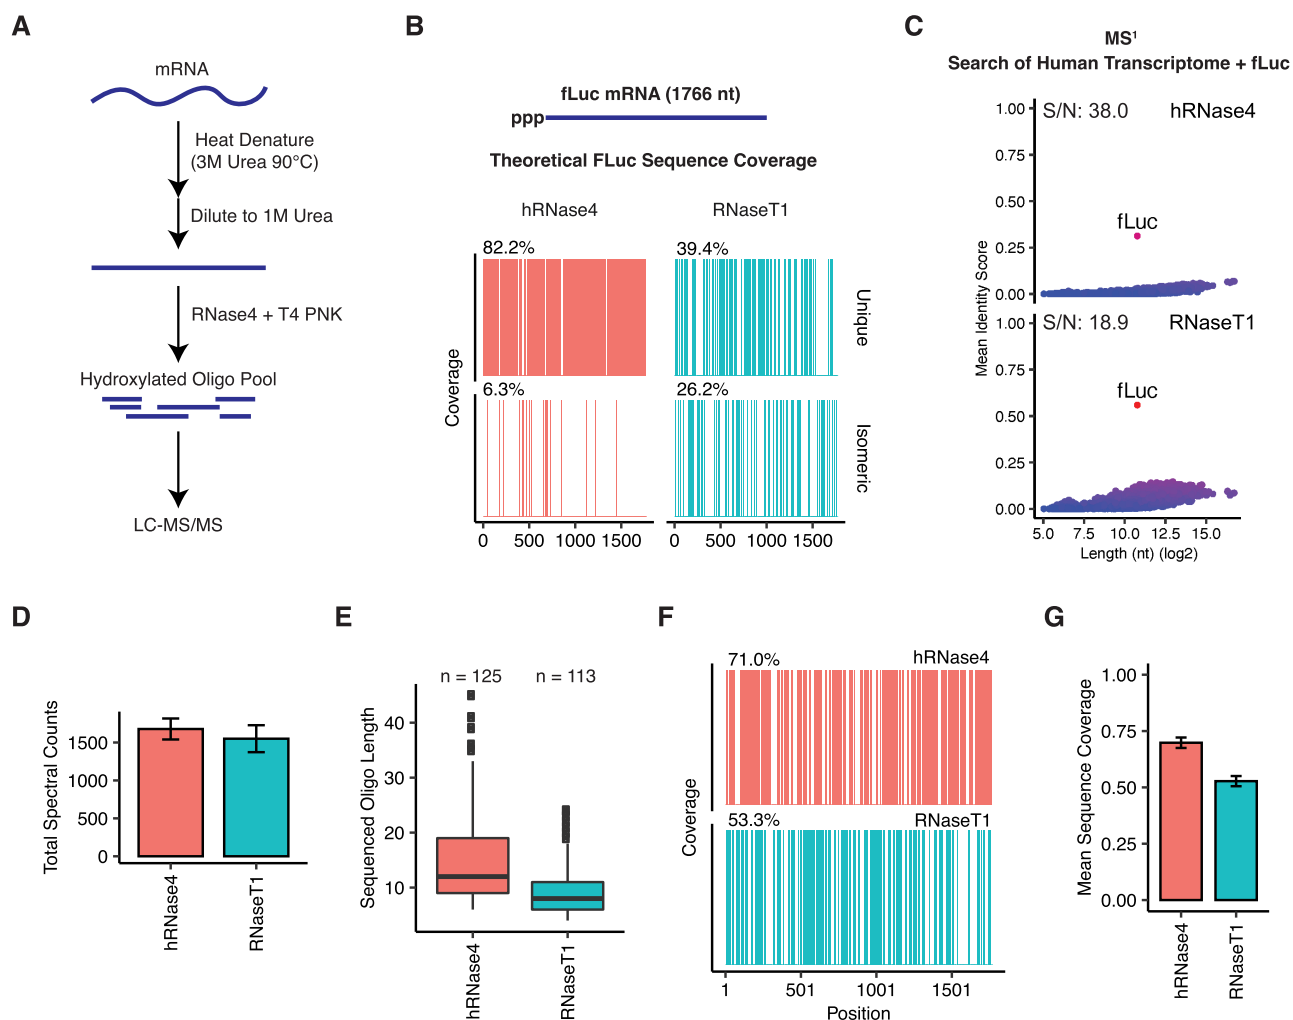 A
mRNA
Heat Denature
(3M Urea 90°C)
Dilute to 1M Urea
RNase4 + T4 PNK
Hydroxylated Oligo Pool
LC-MS/MS
B
fLuc mRNA (1766 nt)
ppp
Theoretical FLuc Sequence Coverage
hRNase4
RNaseT1
82.2%
39.4%
Unique
6.3%
26.2%
Isomeric
Coverage
0 500 1000 1500
0 500 1000 1500
C
MS¹
Search of Human Transcriptome + fLuc
1.00
0.75
0.50
0.25
0.00
S/N: 38.0
hRNase4
fLuc
Mean Identity Score
1.00
0.75
0.50
0.25
0.00
S/N: 18.9
RNaseT1
fLuc
5.0 7.5 10.0 12.5 15.0
Length (nt) (log2)
D
Total Spectral Counts
1500
1000
500
0
hRNase4
RNaseT1
E
n = 125
n = 113
Sequenced Oligo Length
40
30
20
10
hRNase4
RNaseT1
F
71.0%
hRNase4
53.3%
RNaseT1
Coverage
1 501 1001 1501
Position
G
Mean Sequence Coverage
1.00
0.75
0.50
0.25
0.00
hRNase4
RNaseT1